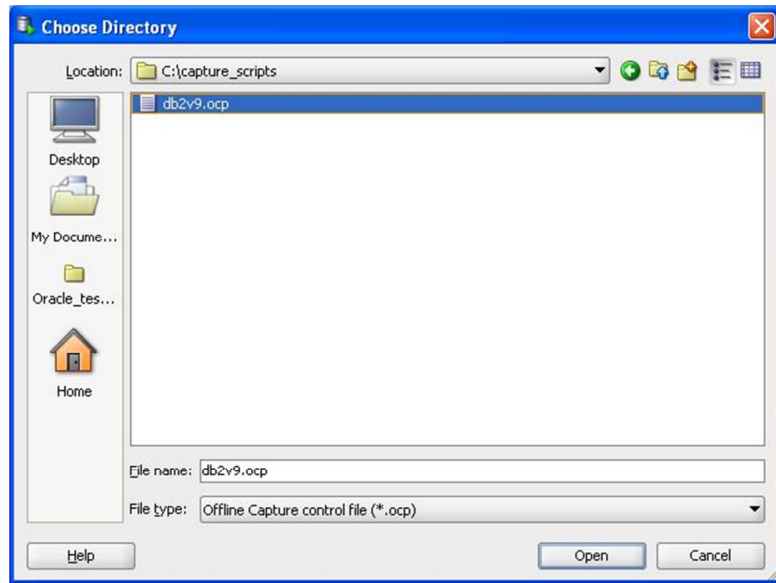 Choose Directory
Location: C:\capture_scripts
db2v9.ocp
Desktop
My Docume...
Oracle_tes...
Home
File name: db2v9.ocp
File type: Offline Capture control file (*.ocp)
Help Open Cancel